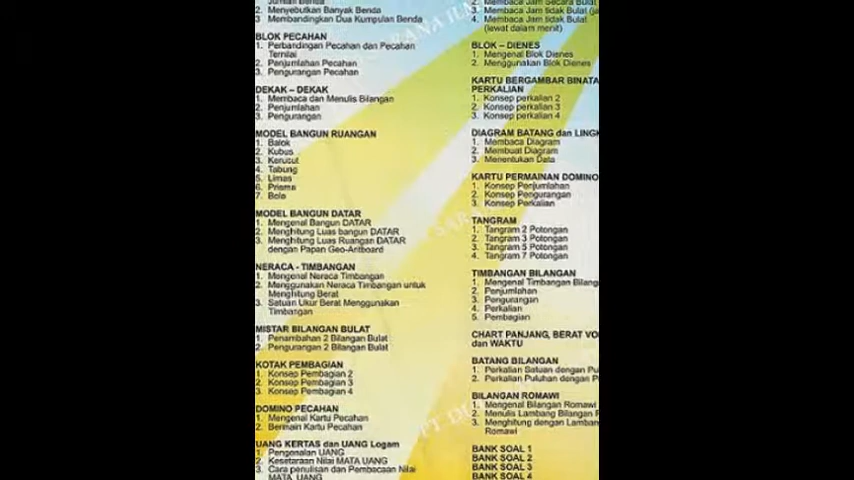 Jumlah Benda
2. Menyebutkan Banyak Benda
3 Membandingkan Dua Kumpulan Benda
BLOK PECAHAN
1. Perbandingan Pecahan dan Pecahan
Ternilai
2. Penjumlahan Pecahan
3. Pengurangan Pecahan
DEKAK – DEKAK
1. Membaca dan Menulis Bilangan
2. Penjumlahan
3. Pengurangan
MODEL BANGUN RUANGAN
1. Balok
2. Kubus
3. Kerucut
4. Tabung
5. Limas
6. Prisma
7. Bola
MODEL BANGUN DATAR
1. Mengenal Bangun DATAR
2. Menghitung Luas bangun DATAR
3. Menghitung Luas Ruangan DATAR
dengan Papan Geo-Artboard
NERACA - TIMBANGAN
1. Mengenal Neraca Timbangan
2. Menggunakan Neraca Timbangan untuk
Menghitung Berat
3. Satuan Ukur Berat Menggunakan
Timbangan
MISTAR BILANGAN BULAT
1. Penambahan 2 Bilangan Bulat
2. Pengurangan 2 Bilangan Bulat
KOTAK PEMBAGIAN
1. Konsep Pembagian 2
2. Konsep Pembagian 3
3. Konsep Pembagian 4
DOMINO PECAHAN
1. Mengenal Kartu Pecahan
2. Bermain Kartu Pecahan
UANG KERTAS dan UANG Logam
1. Pengenalan UANG
2. Kesetaraan Nilai MATA UANG
3. Cara penulisan dan Pembacaan Nilai
MATA UANG
2. Membaca Jam Secara Bulat
3. Membaca Jam tidak Bulat (ja
4. Membaca Jam tidak Bulat
(lewat dalam menit)
BLOK – DIENES
1. Mengenal Blok Dienes
2. Menggunakan Blok Dienes
KARTU BERGAMBAR BINATA
PERKALIAN
1. Konsep perkalian 2
2. Konsep perkalian 3
3. Konsep perkalian 4
DIAGRAM BATANG dan LINGK
1. Membaca Diagram
2. Membuat Diagram
3. Menentukan Data
KARTU PERMAINAN DOMINO
1. Konsep Penjumlahan
2. Konsep Pengurangan
3. Konsep Perkalian
TANGRAM
1. Tangram 2 Potongan
2. Tangram 3 Potongan
3. Tangram 5 Potongan
4. Tangram 7 Potongan
TIMBANGAN BILANGAN
1. Mengenal Timbangan Bilang
2. Penjumlahan
3. Pengurangan
4. Perkalian
5. Pembagian
CHART PANJANG, BERAT VO
dan WAKTU
BATANG BILANGAN
1. Perkalian Satuan dengan Pu
2. Perkalian Puluhan dengan P
BILANGAN ROMAWI
1. Mengenal Bilangan Romawi
2. Menulis Lambang Bilangan R
3. Menghitung dengan Lamban
Romawi
BANK SOAL 1
BANK SOAL 2
BANK SOAL 3
BANK SOAL 4